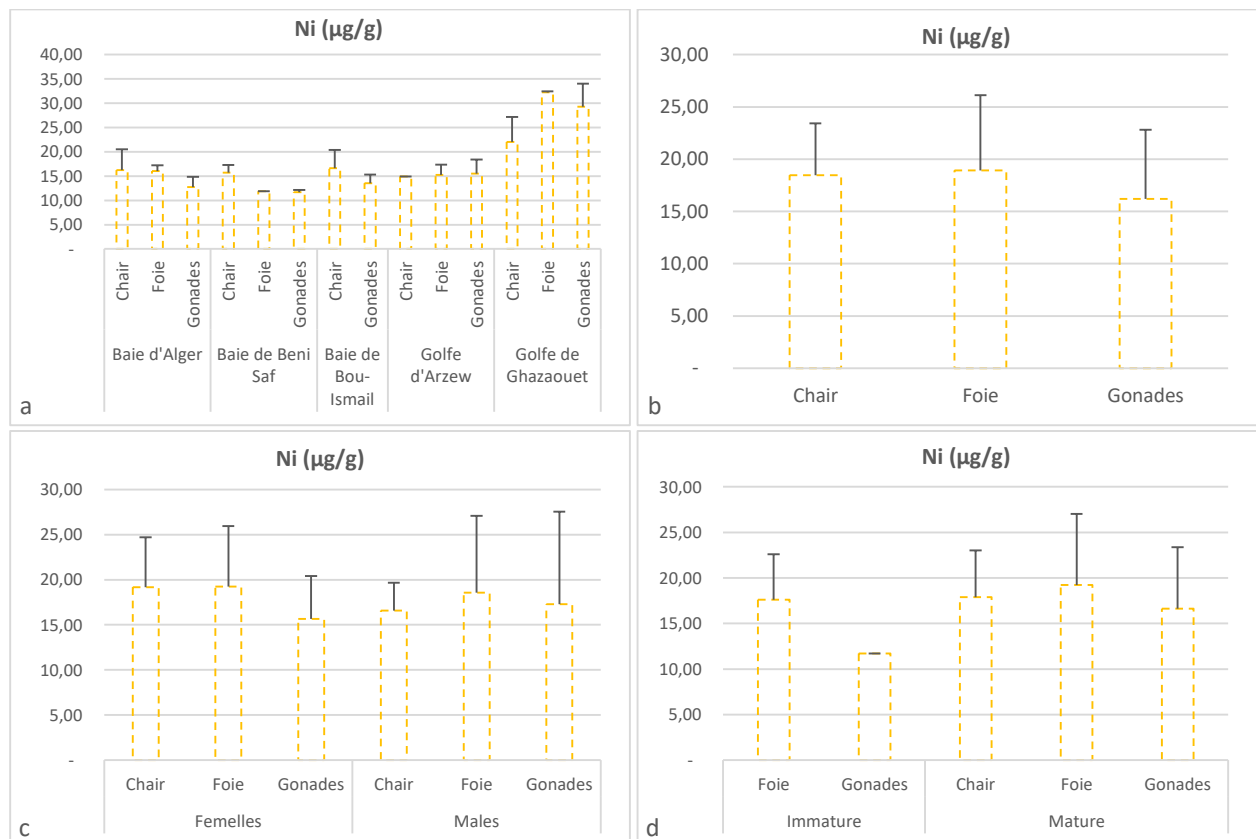 Ni (µg/g)
40,00
35,00
30,00
25,00
20,00
15,00
10,00
5,00
-
Chair
Foie
Gonades
Chair
Foie
Gonades
Chair
Gonades
Chair
Foie
Gonades
Chair
Foie
Gonades
Baie d'Alger
Baie de Beni
Saf
Baie de
Bou-
Ismail
Golfe
d'Arzew
Golfe de
Ghazaouet
a
Ni (µg/g)
30,00
25,00
20,00
15,00
10,00
5,00
-
Chair
Foie
Gonades
b
Ni (µg/g)
30,00
25,00
20,00
15,00
10,00
5,00
-
Chair
Foie
Gonades
Chair
Foie
Gonades
Femelles
Males
c
Ni (µg/g)
30,00
25,00
20,00
15,00
10,00
5,00
-
Foie
Gonades
Chair
Foie
Gonades
Immature
Mature
d